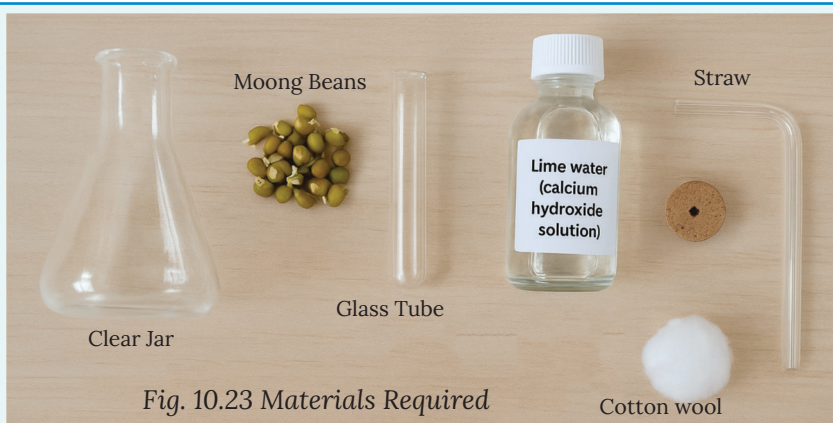 Moong Beans
Straw
Lime water
(calcium
hydroxide
solution)
Glass Tube
Clear Jar
Fig. 10.23 Materials Required
Cotton wool